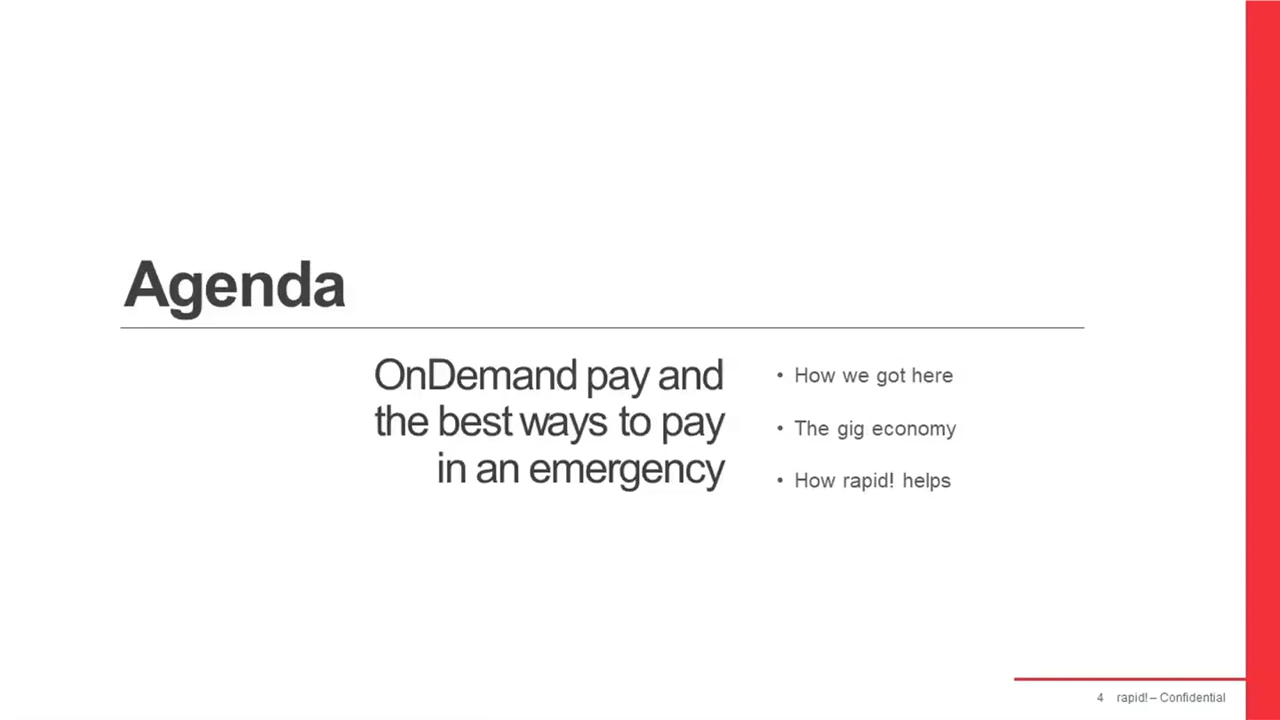 Agenda
OnDemand pay and
the best ways to pay
in an emergency
• How we got here
• The gig economy
• How rapid! helps
4 rapid! – Confidential